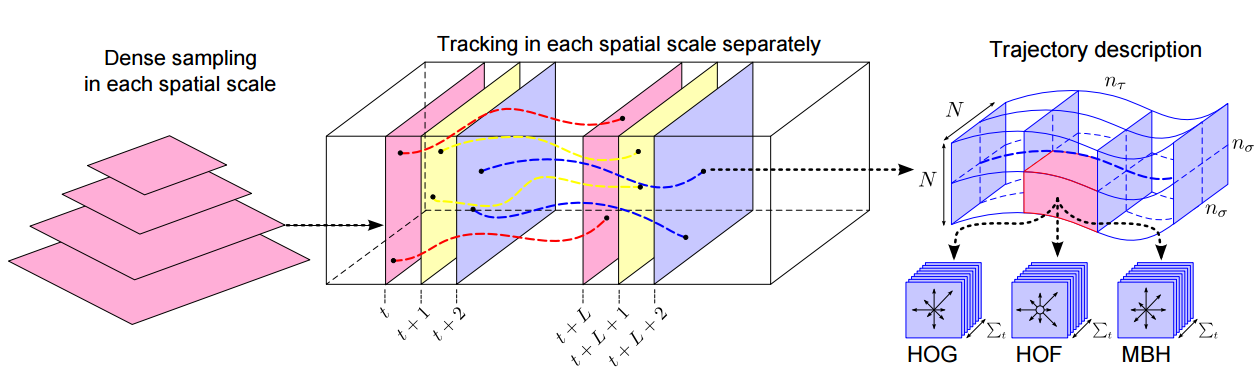 Dense sampling
in each spatial scale
Tracking in each spatial scale separately
t
t + 1
t + 2
t + L
t + L + 1
t + L + 2
Trajectory description
N
N
n_τ
n_σ
n_σ
Σ_t
Σ_t
Σ_t
HOG
HOF
MBH